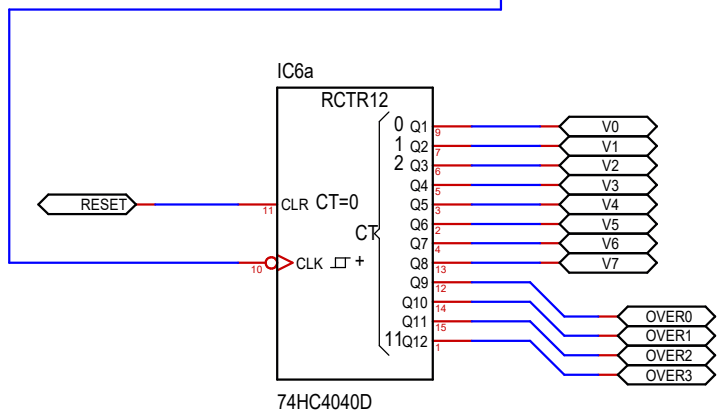 IC6a
RCTR12
0 Q1 9 V0
1 Q2 7 V1
2 Q3 6 V2
Q4 5 V3
RESET 11 CLR CT=0 Q5 3 V4
CT Q6 2 V5
Q7 4 V6
10 CLK + Q8 13 V7
Q9 12
Q10 14 OVER0
Q11 15 OVER1
11 Q12 1 OVER2
OVER3
74HC4040D